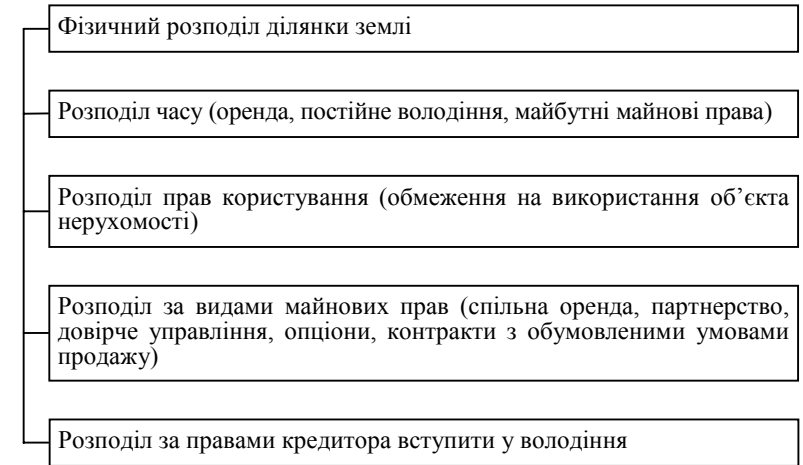 Фізичний розподіл ділянки землі
Розподіл часу (оренда, постійне володіння, майбутні майнові права)
Розподіл прав користування (обмеження на використання об’єкта
нерухомості)
Розподіл за видами майнових прав (спільна оренда, партнерство,
довірче управління, опціони, контракти з обумовленими умовами
продажу)
Розподіл за правами кредитора вступити у володіння